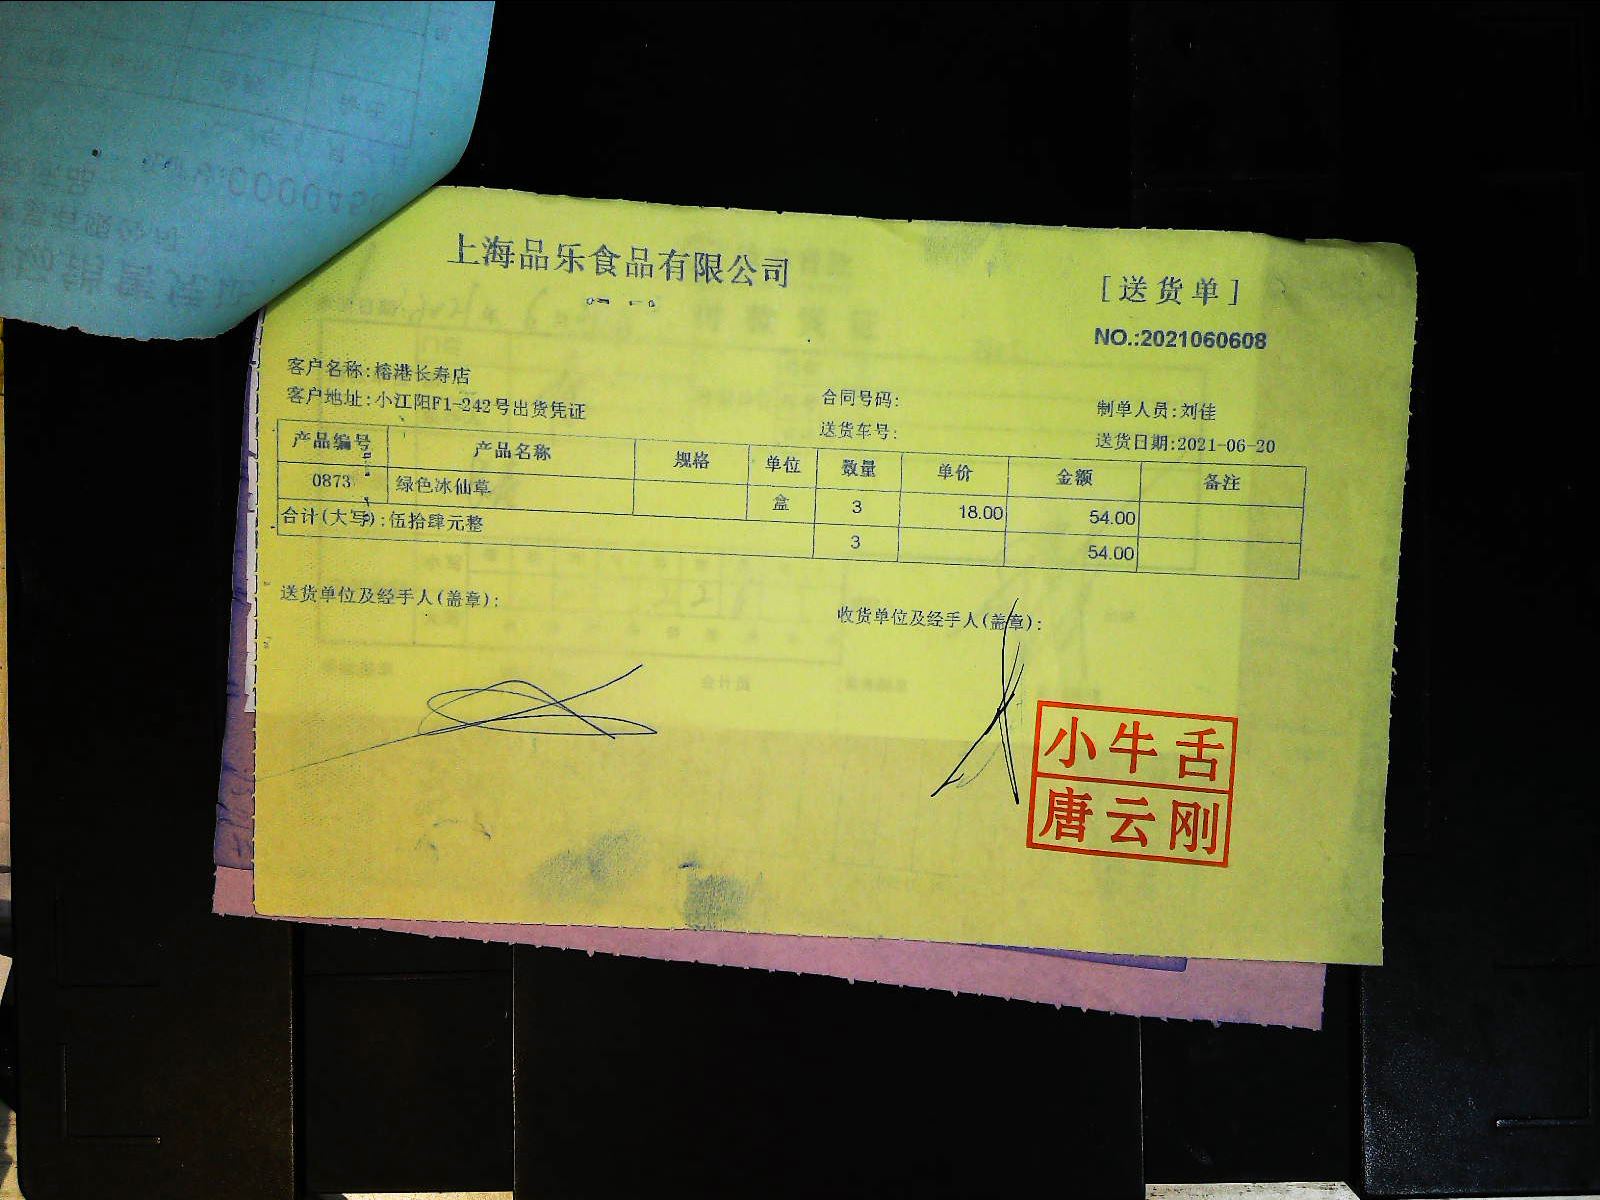 上海品乐食品有限公司
[送货单]
NO.:2021060608
客户名称:榕港长寿店
客户地址:小江阳F1-242号出货凭证
合同号码:
制单人员:刘佳
送货车号:
送货日期:2021-06-20
产品编号 产品名称 规格 单位 数量 单价 金额 备注
0873 绿色冰仙草 盒 3 18.00 54.00
合计(大写):伍拾肆元整 3 54.00
送货单位及经手人(盖章):
收货单位及经手人(盖章):
小牛舌
唐云刚